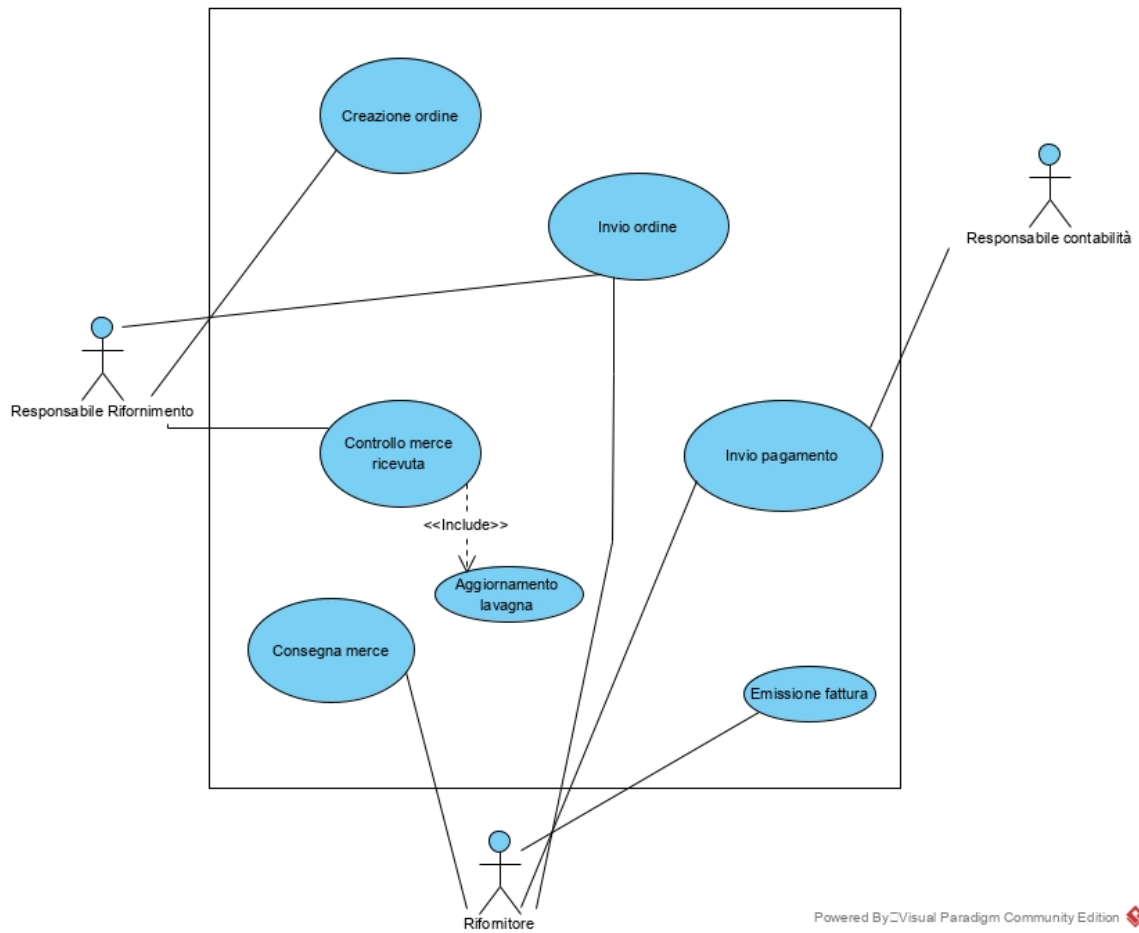 Creazione ordine
Invio ordine
Responsabile contabilità
Responsabile Rifornimento
Controllo merce
ricevuta
Invio pagamento
<<Include>>
Aggiornamento
lavagna
Consegna merce
Emissione fattura
Rifornitore
Powered By Visual Paradigm Community Edition